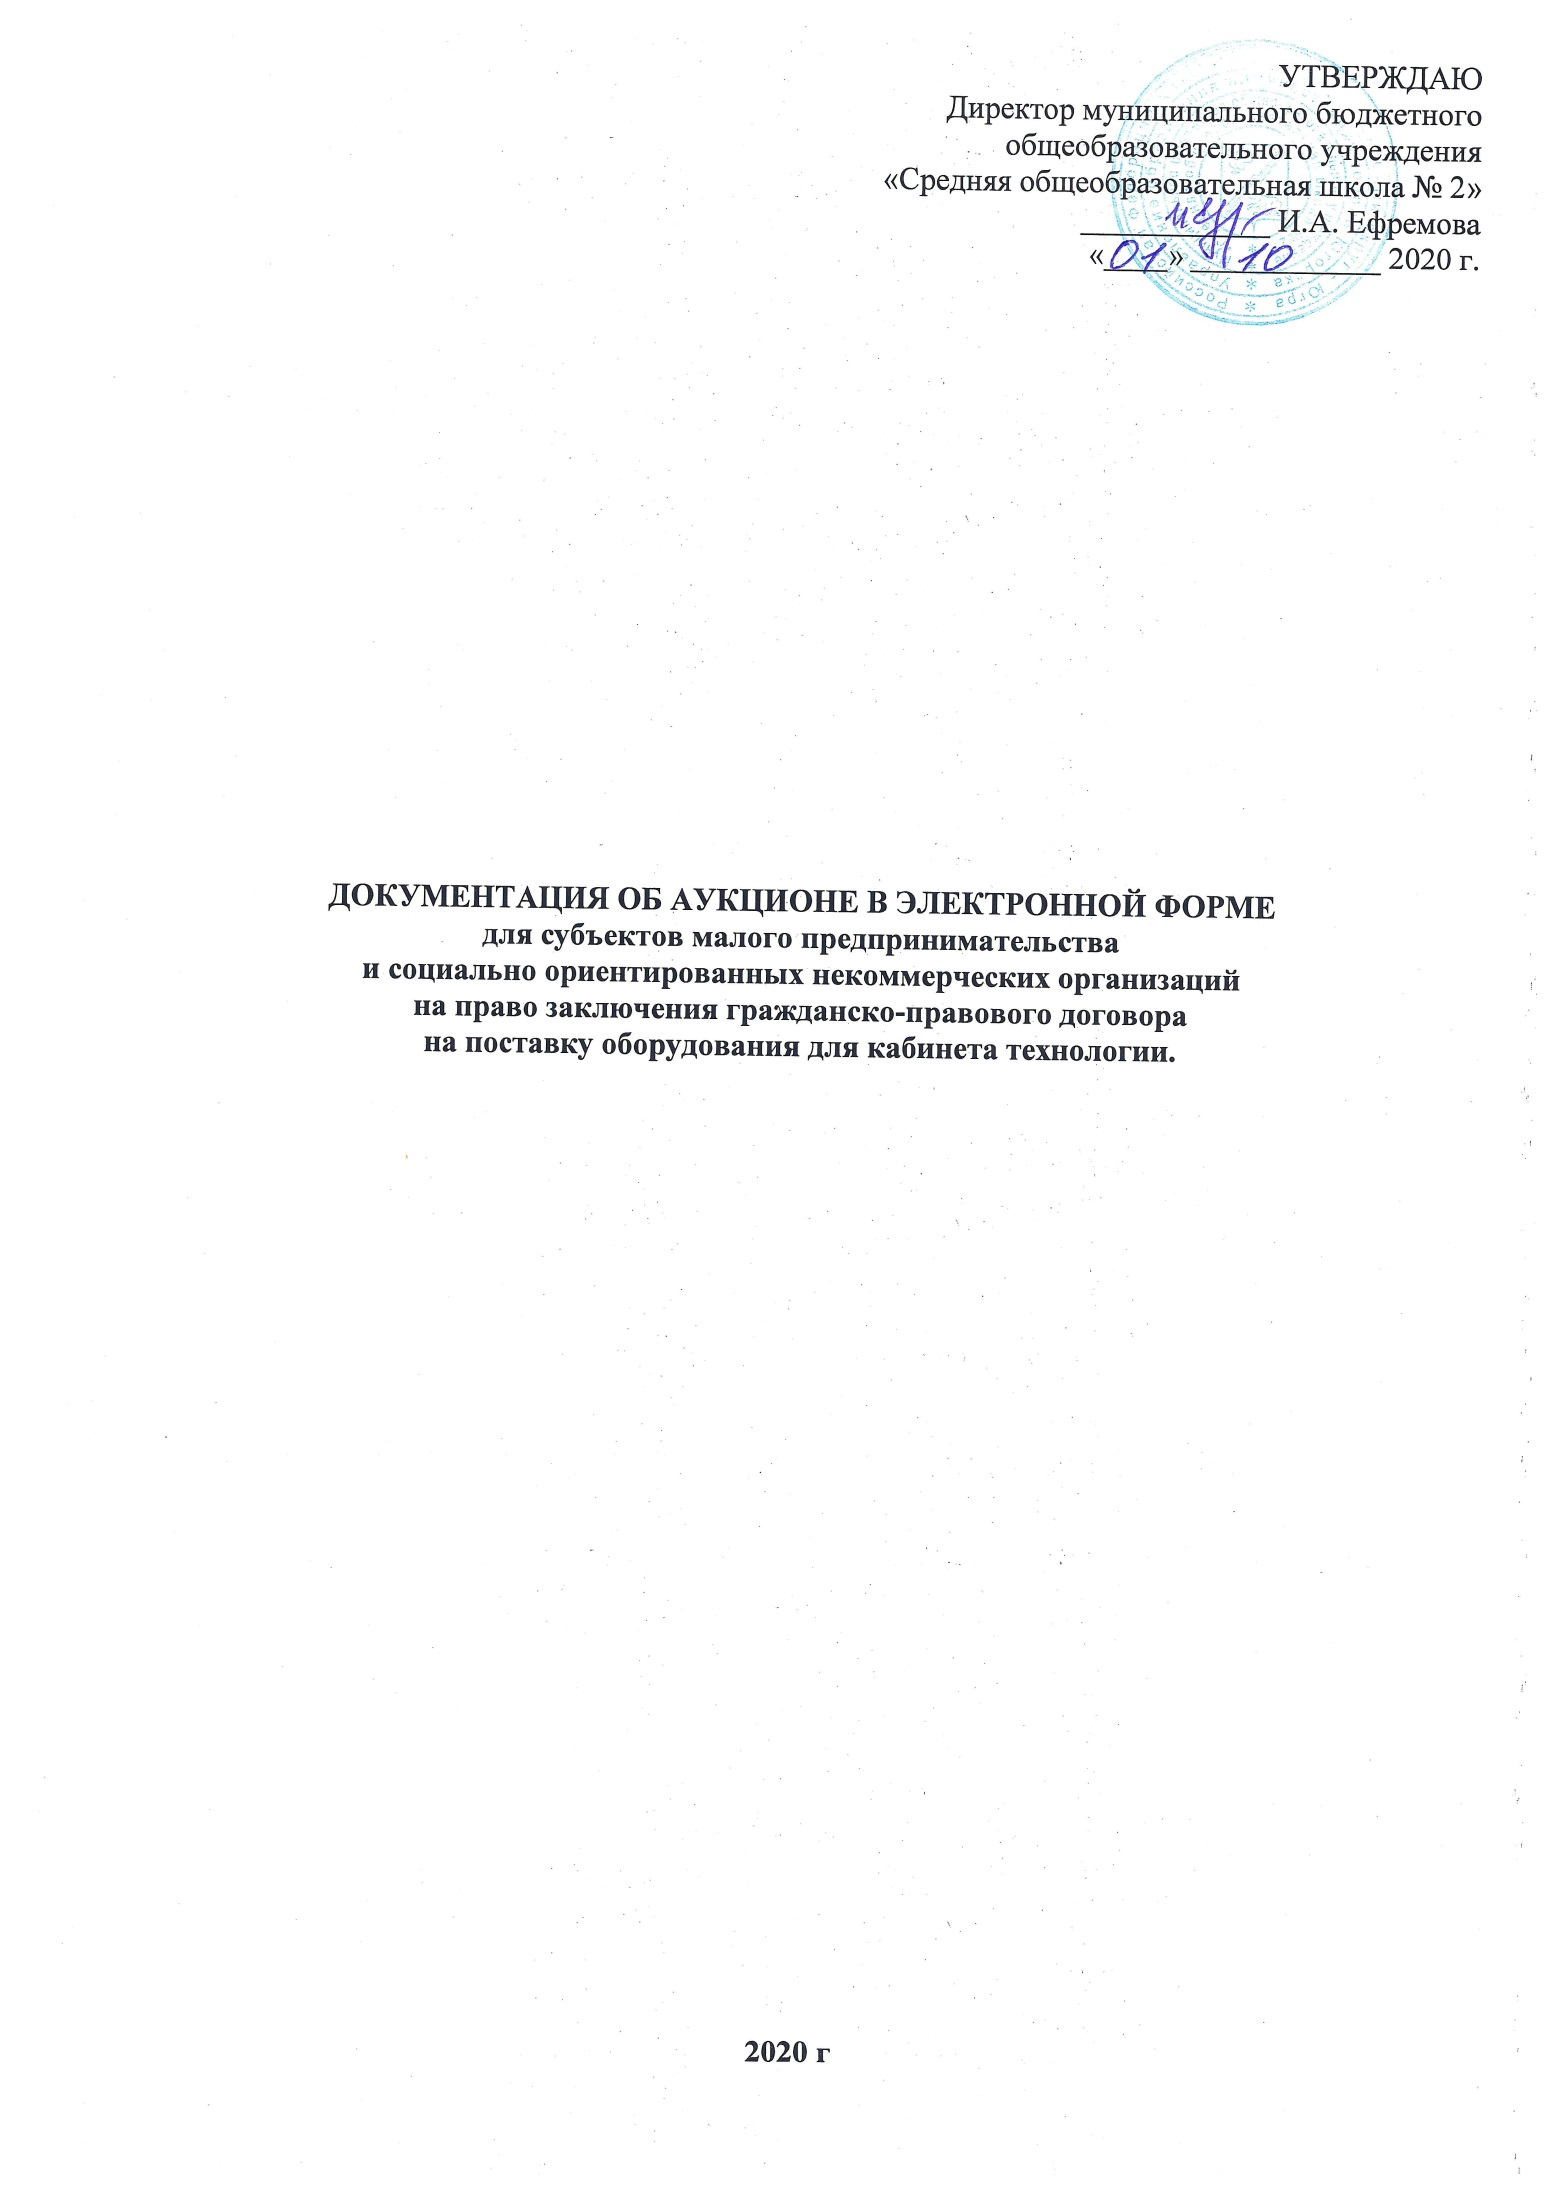 УТВЕРЖДАЮ
Директор муниципального бюджетного
общеобразовательного учреждения
«Средняя общеобразовательная школа № 2»
____________ И.А. Ефремова
«01» 10 2020 г.
ДОКУМЕНТАЦИЯ ОБ АУКЦИОНЕ В ЭЛЕКТРОННОЙ ФОРМЕ
для субъектов малого предпринимательства
и социально ориентированных некоммерческих организаций
на право заключения гражданско-правового договора
на поставку оборудования для кабинета технологии.
2020 г